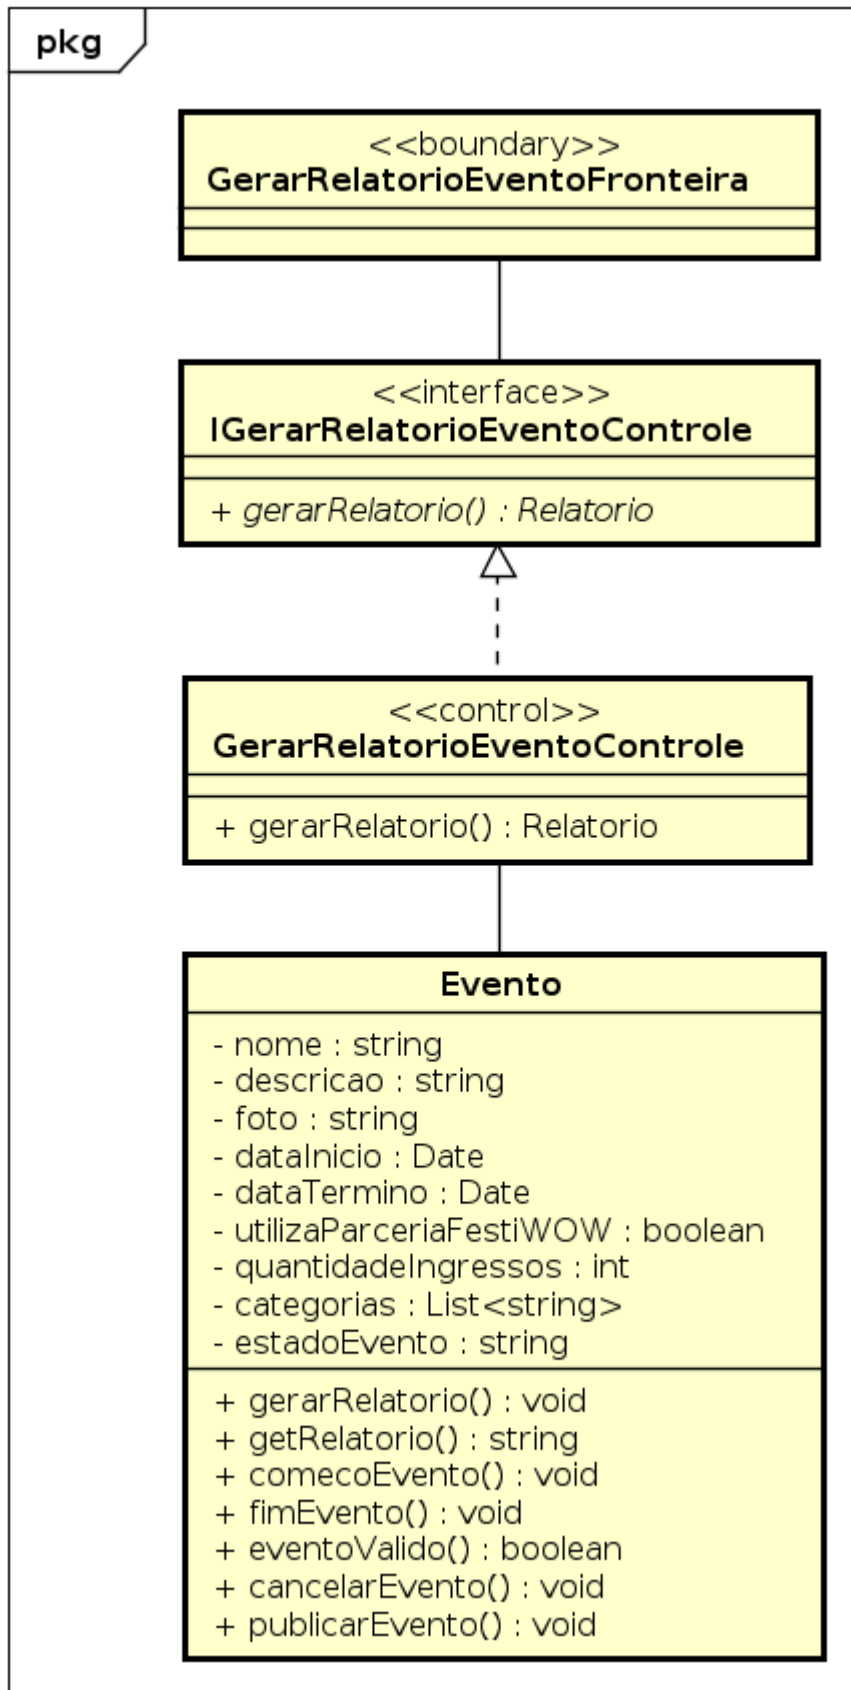 pkg
<<boundary>>
GerarRelatorioEventoFronteira
<<interface>>
IGerarRelatorioEventoControle
+ gerarRelatorio() : Relatorio
<<control>>
GerarRelatorioEventoControle
+ gerarRelatorio() : Relatorio
Evento
- nome : string
- descricao : string
- foto : string
- dataInicio : Date
- dataTermino : Date
- utilizaParceriaFestiWOW : boolean
- quantidadeIngressos : int
- categorias : List<string>
- estadoEvento : string
+ gerarRelatorio() : void
+ getRelatorio() : string
+ comecoEvento() : void
+ fimEvento() : void
+ eventoValido() : boolean
+ cancelarEvento() : void
+ publicarEvento() : void